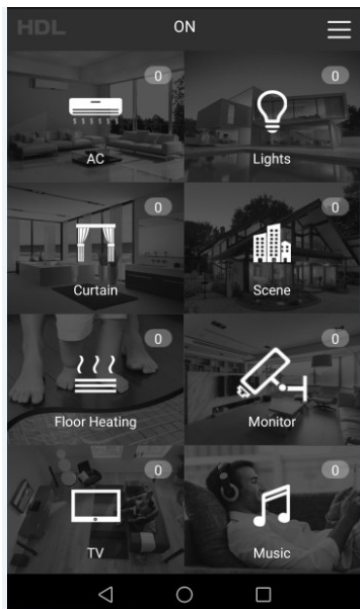 HDL
ON
0
0
AC
Lights
0
0
Curtain
Scene
0
0
Floor Heating
Monitor
0
0
TV
Music